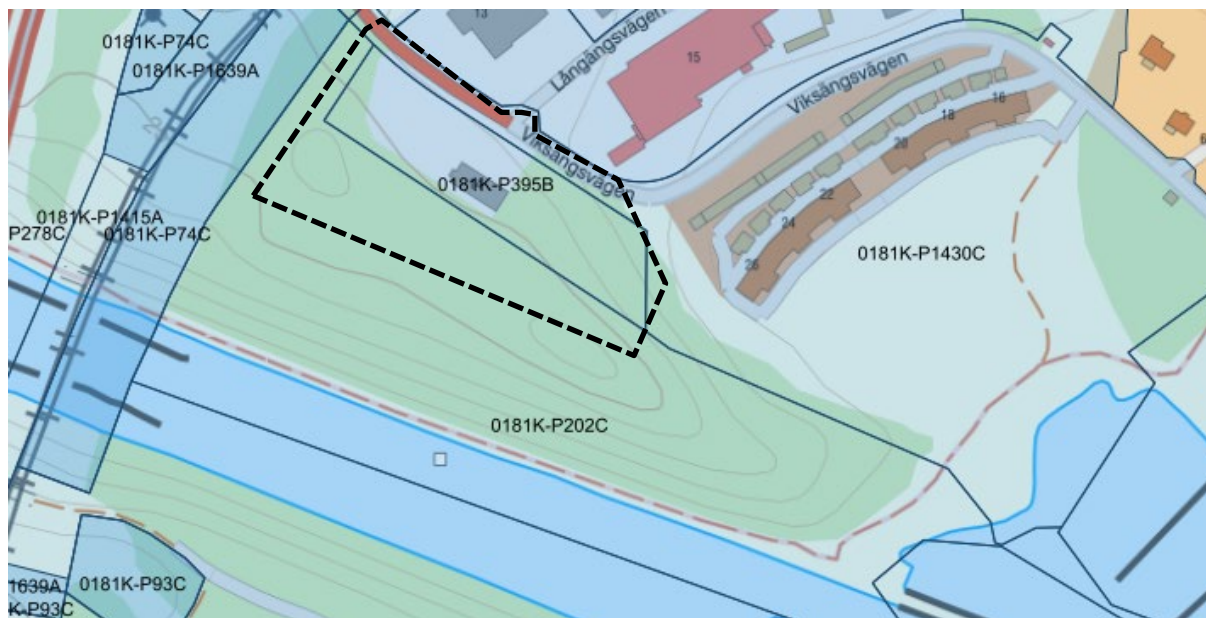 13
0181K-P74C
0181K-P1639A
Långängsvägen
15
Viksängsvägen
16
18
20
22
24
26
Viksängsvägen
0181K-P395B
0181K-P1415A
P278C
0181K-P74C
0181K-P1430C
0181K-P202C
1639A
0181K-P93C
K-P93C